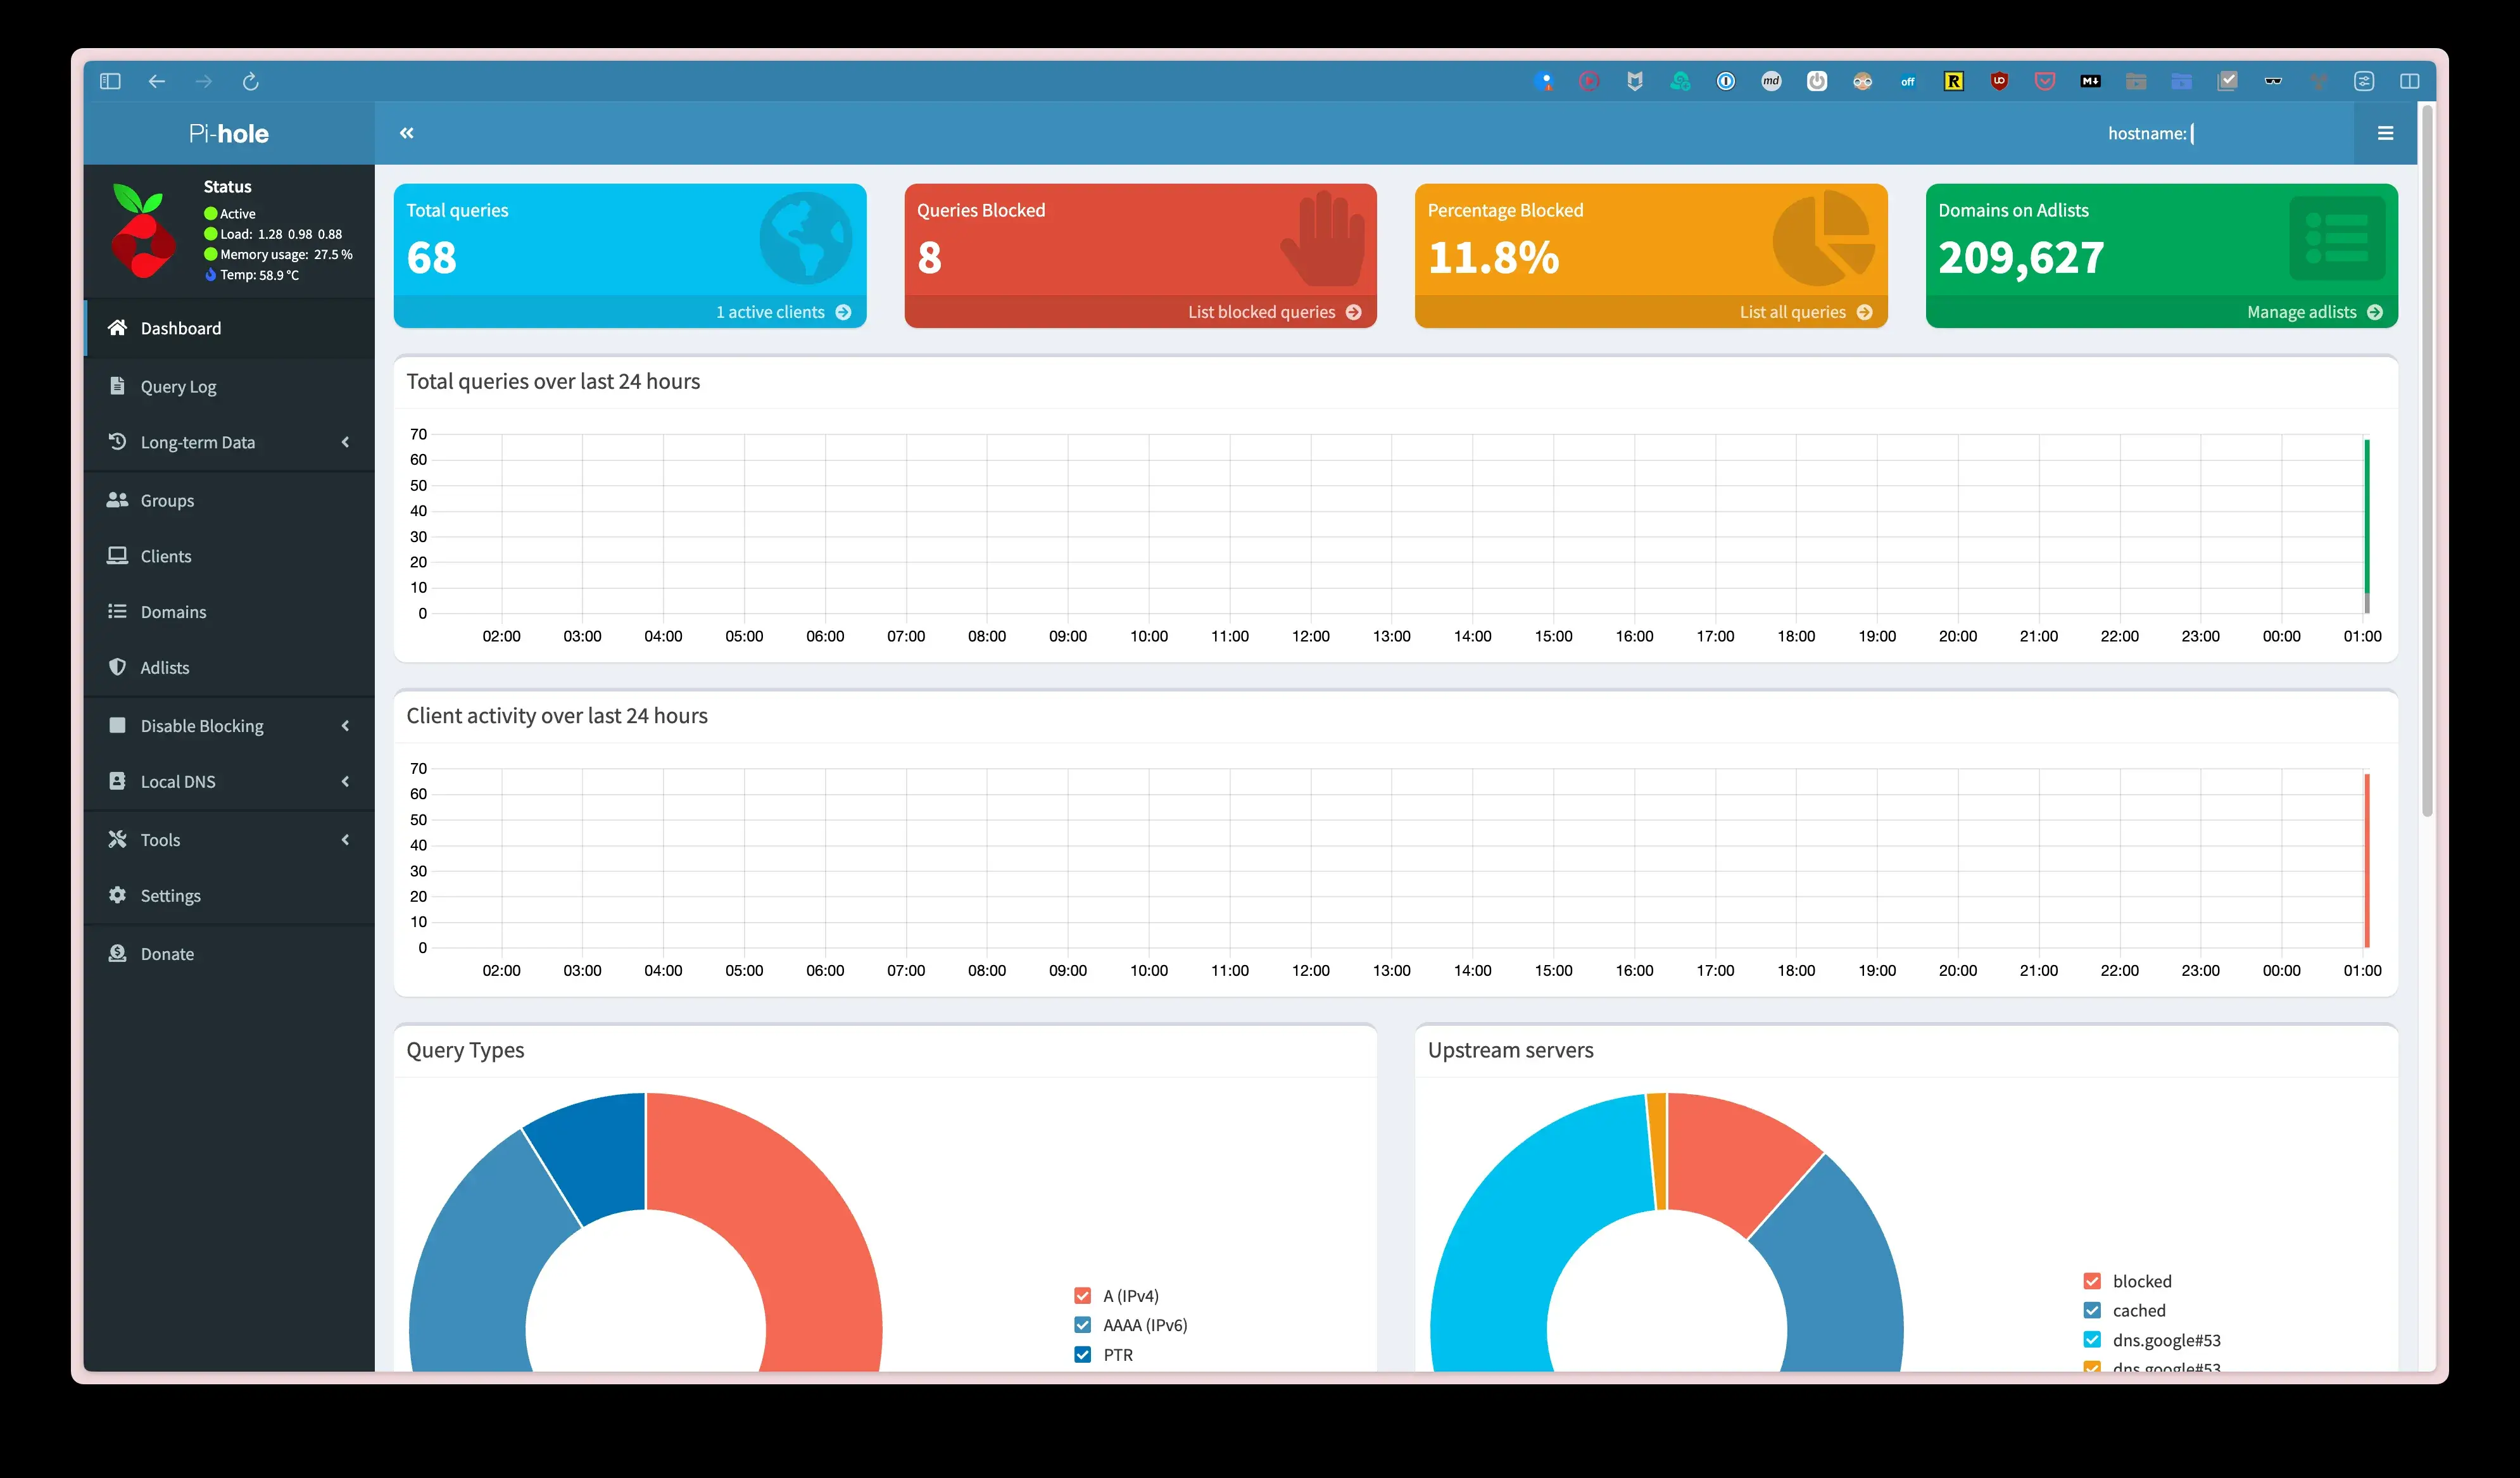 Pi-hole
hostname:
Status
Active
Load: 1.28 0.98 0.88
Memory usage: 27.5 %
Temp: 58.9 °C
Dashboard
Query Log
Long-term Data
Groups
Clients
Domains
Adlists
Disable Blocking
Local DNS
Tools
Settings
Donate
Total queries
68
1 active clients
Queries Blocked
8
List blocked queries
Percentage Blocked
11.8%
List all queries
Domains on Adlists
209,627
Manage adlists
Total queries over last 24 hours
70
60
50
40
30
20
10
0
02:00 03:00 04:00 05:00 06:00 07:00 08:00 09:00 10:00 11:00 12:00 13:00 14:00 15:00 16:00 17:00 18:00 19:00 20:00 21:00 22:00 23:00 00:00 01:00
Client activity over last 24 hours
70
60
50
40
30
20
10
0
02:00 03:00 04:00 05:00 06:00 07:00 08:00 09:00 10:00 11:00 12:00 13:00 14:00 15:00 16:00 17:00 18:00 19:00 20:00 21:00 22:00 23:00 00:00 01:00
Query Types
A (IPv4)
AAAA (IPv6)
PTR
Upstream servers
blocked
cached
dns.google#53
dns.google#53
md
off
R
M